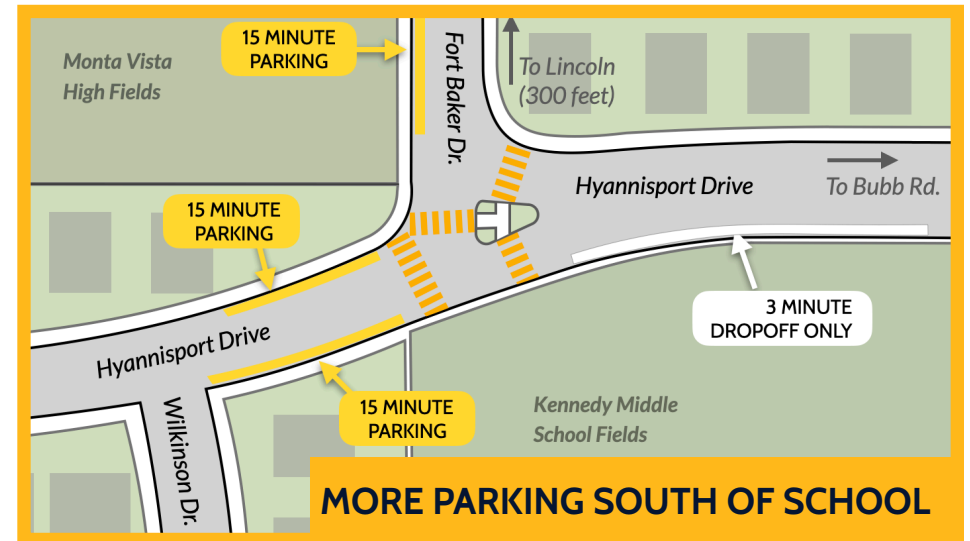 15 MINUTE
PARKING
Monta Vista
High Fields
Fort Baker Dr.
To Lincoln
(300 feet)
Hyannisport Drive
To Bubb Rd.
15 MINUTE
PARKING
3 MINUTE
DROPOFF ONLY
Hyannisport Drive
15 MINUTE
PARKING
Kennedy Middle
School Fields
Wilkinson Dr.
MORE PARKING SOUTH OF SCHOOL